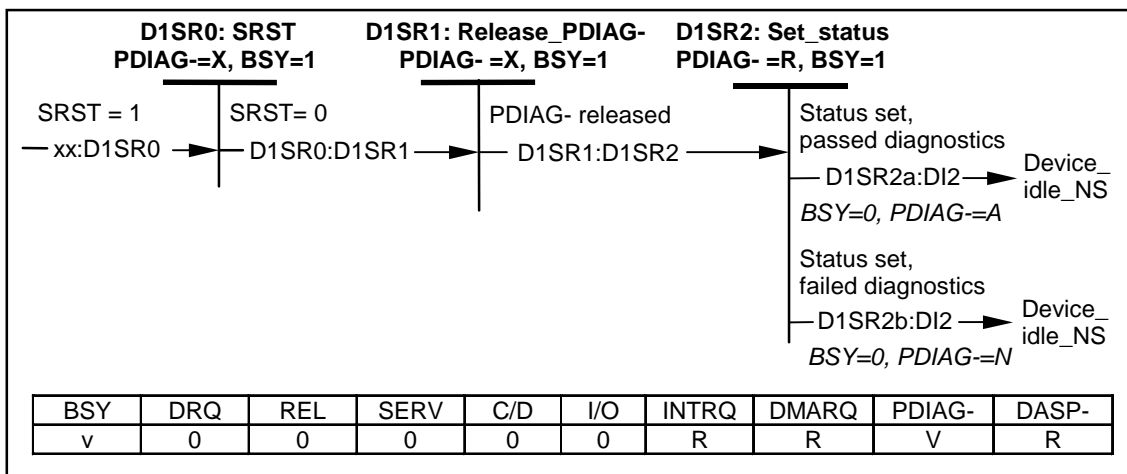 D1SR0: SRST
PDIAG-=X, BSY=1
D1SR1: Release_PDIAG-
PDIAG- =X, BSY=1
D1SR2: Set_status
PDIAG- =R, BSY=1
SRST = 1
xx:D1SR0
SRST= 0
D1SR0:D1SR1
PDIAG- released
D1SR1:D1SR2
Status set,
passed diagnostics
D1SR2a:DI2
BSY=0, PDIAG-=A
Device_
idle_NS
Status set,
failed diagnostics
D1SR2b:DI2
BSY=0, PDIAG-=N
Device_
idle_NS
BSY DRQ REL SERV C/D I/O INTRQ DMARQ PDIAG- DASP-
v 0 0 0 0 0 R R V R